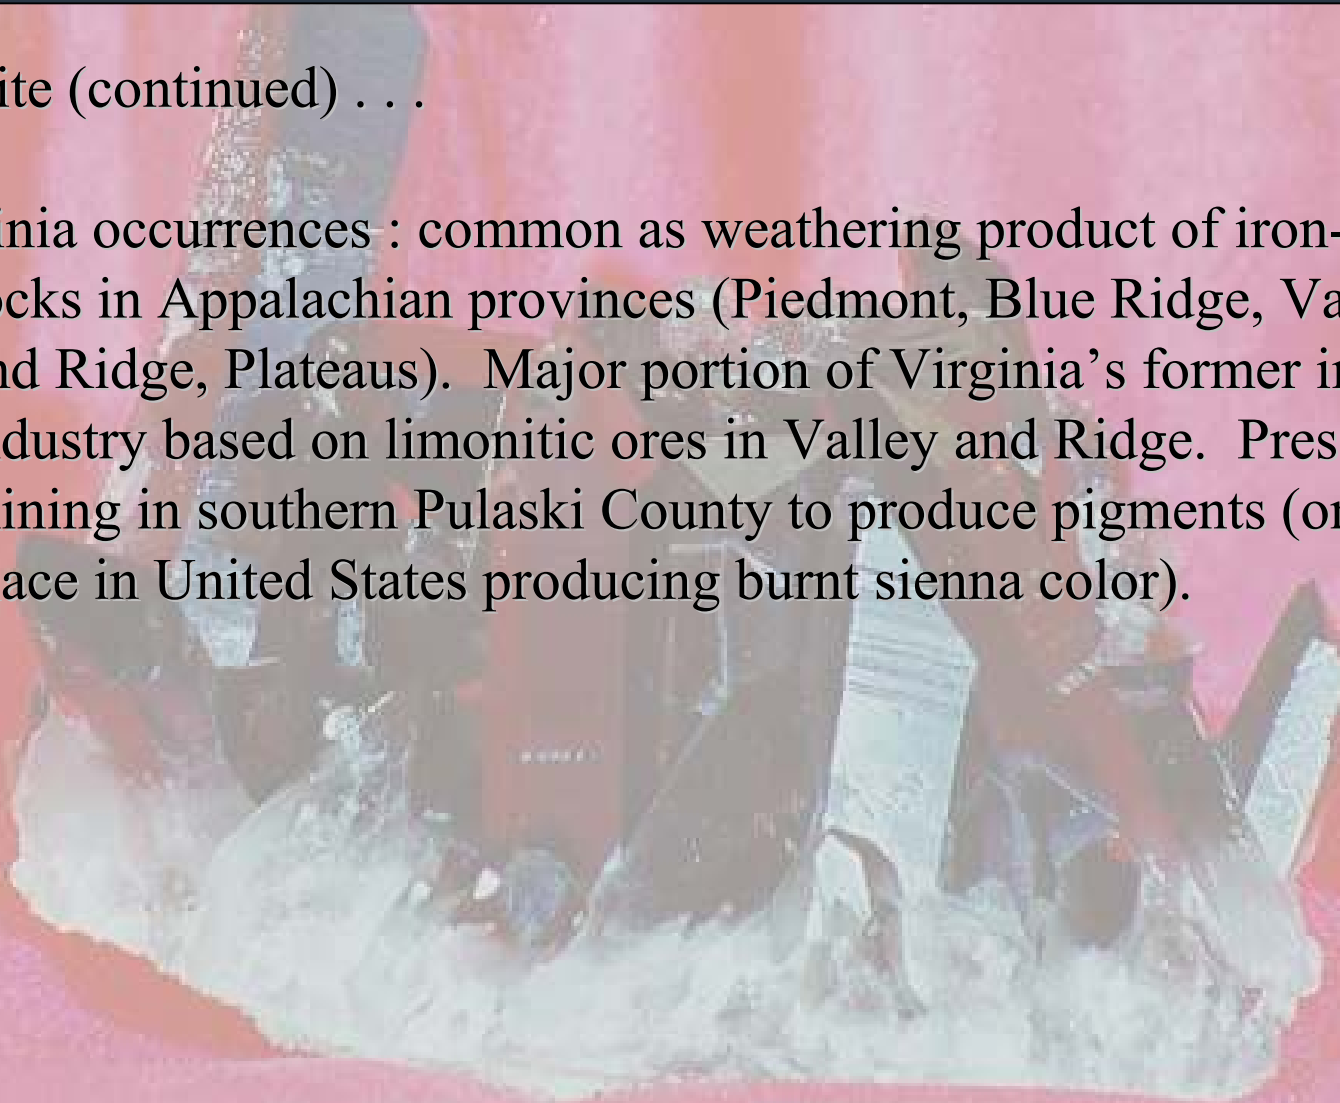 ite (continued) . . .
inia occurrences : common as weathering product of iron-
ocks in Appalachian provinces (Piedmont, Blue Ridge, Va
nd Ridge, Plateaus).  Major portion of Virginia’s former ir
dustry based on limonitic ores in Valley and Ridge.  Pres
ining in southern Pulaski County to produce pigments (on
ace in United States producing burnt sienna color).